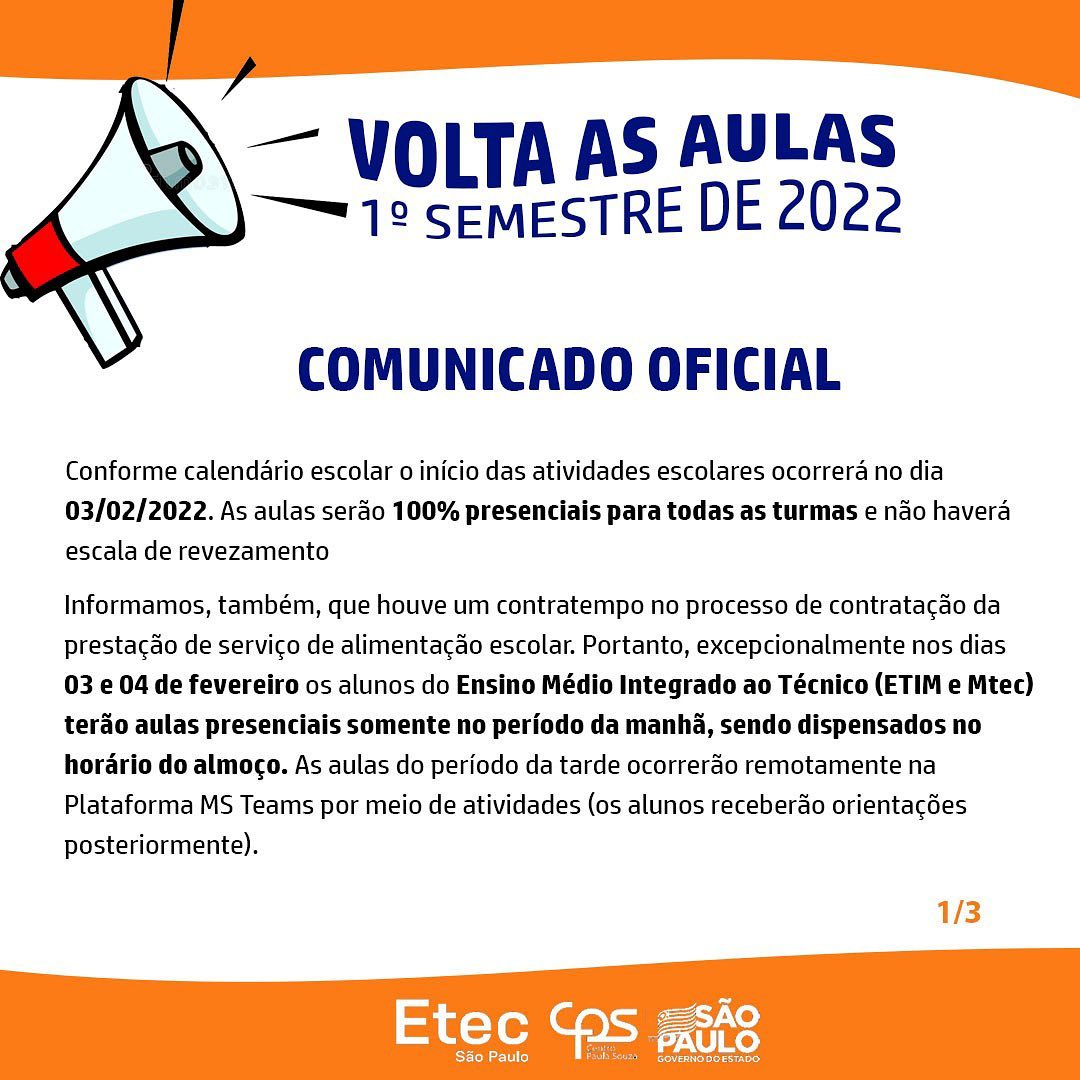 VOLTA AS AULAS
1º SEMESTRE DE 2022
COMUNICADO OFICIAL
Conforme calendário escolar o início das atividades escolares ocorrerá no dia
03/02/2022. As aulas serão 100% presenciais para todas as turmas e não haverá
escala de revezamento
Informamos, também, que houve um contratempo no processo de contratação da
prestação de serviço de alimentação escolar. Portanto, excepcionalmente nos dias
03 e 04 de fevereiro os alunos do Ensino Médio Integrado ao Técnico (ETIM e Mtec)
terão aulas presenciais somente no período da manhã, sendo dispensados no
horário do almoço. As aulas do período da tarde ocorrerão remotamente na
Plataforma MS Teams por meio de atividades (os alunos receberão orientações
posteriormente).
1/3
Etec
São Paulo
CPS
Centro
Paula Souza
SÃO
PAULO
GOVERNO DO ESTADO